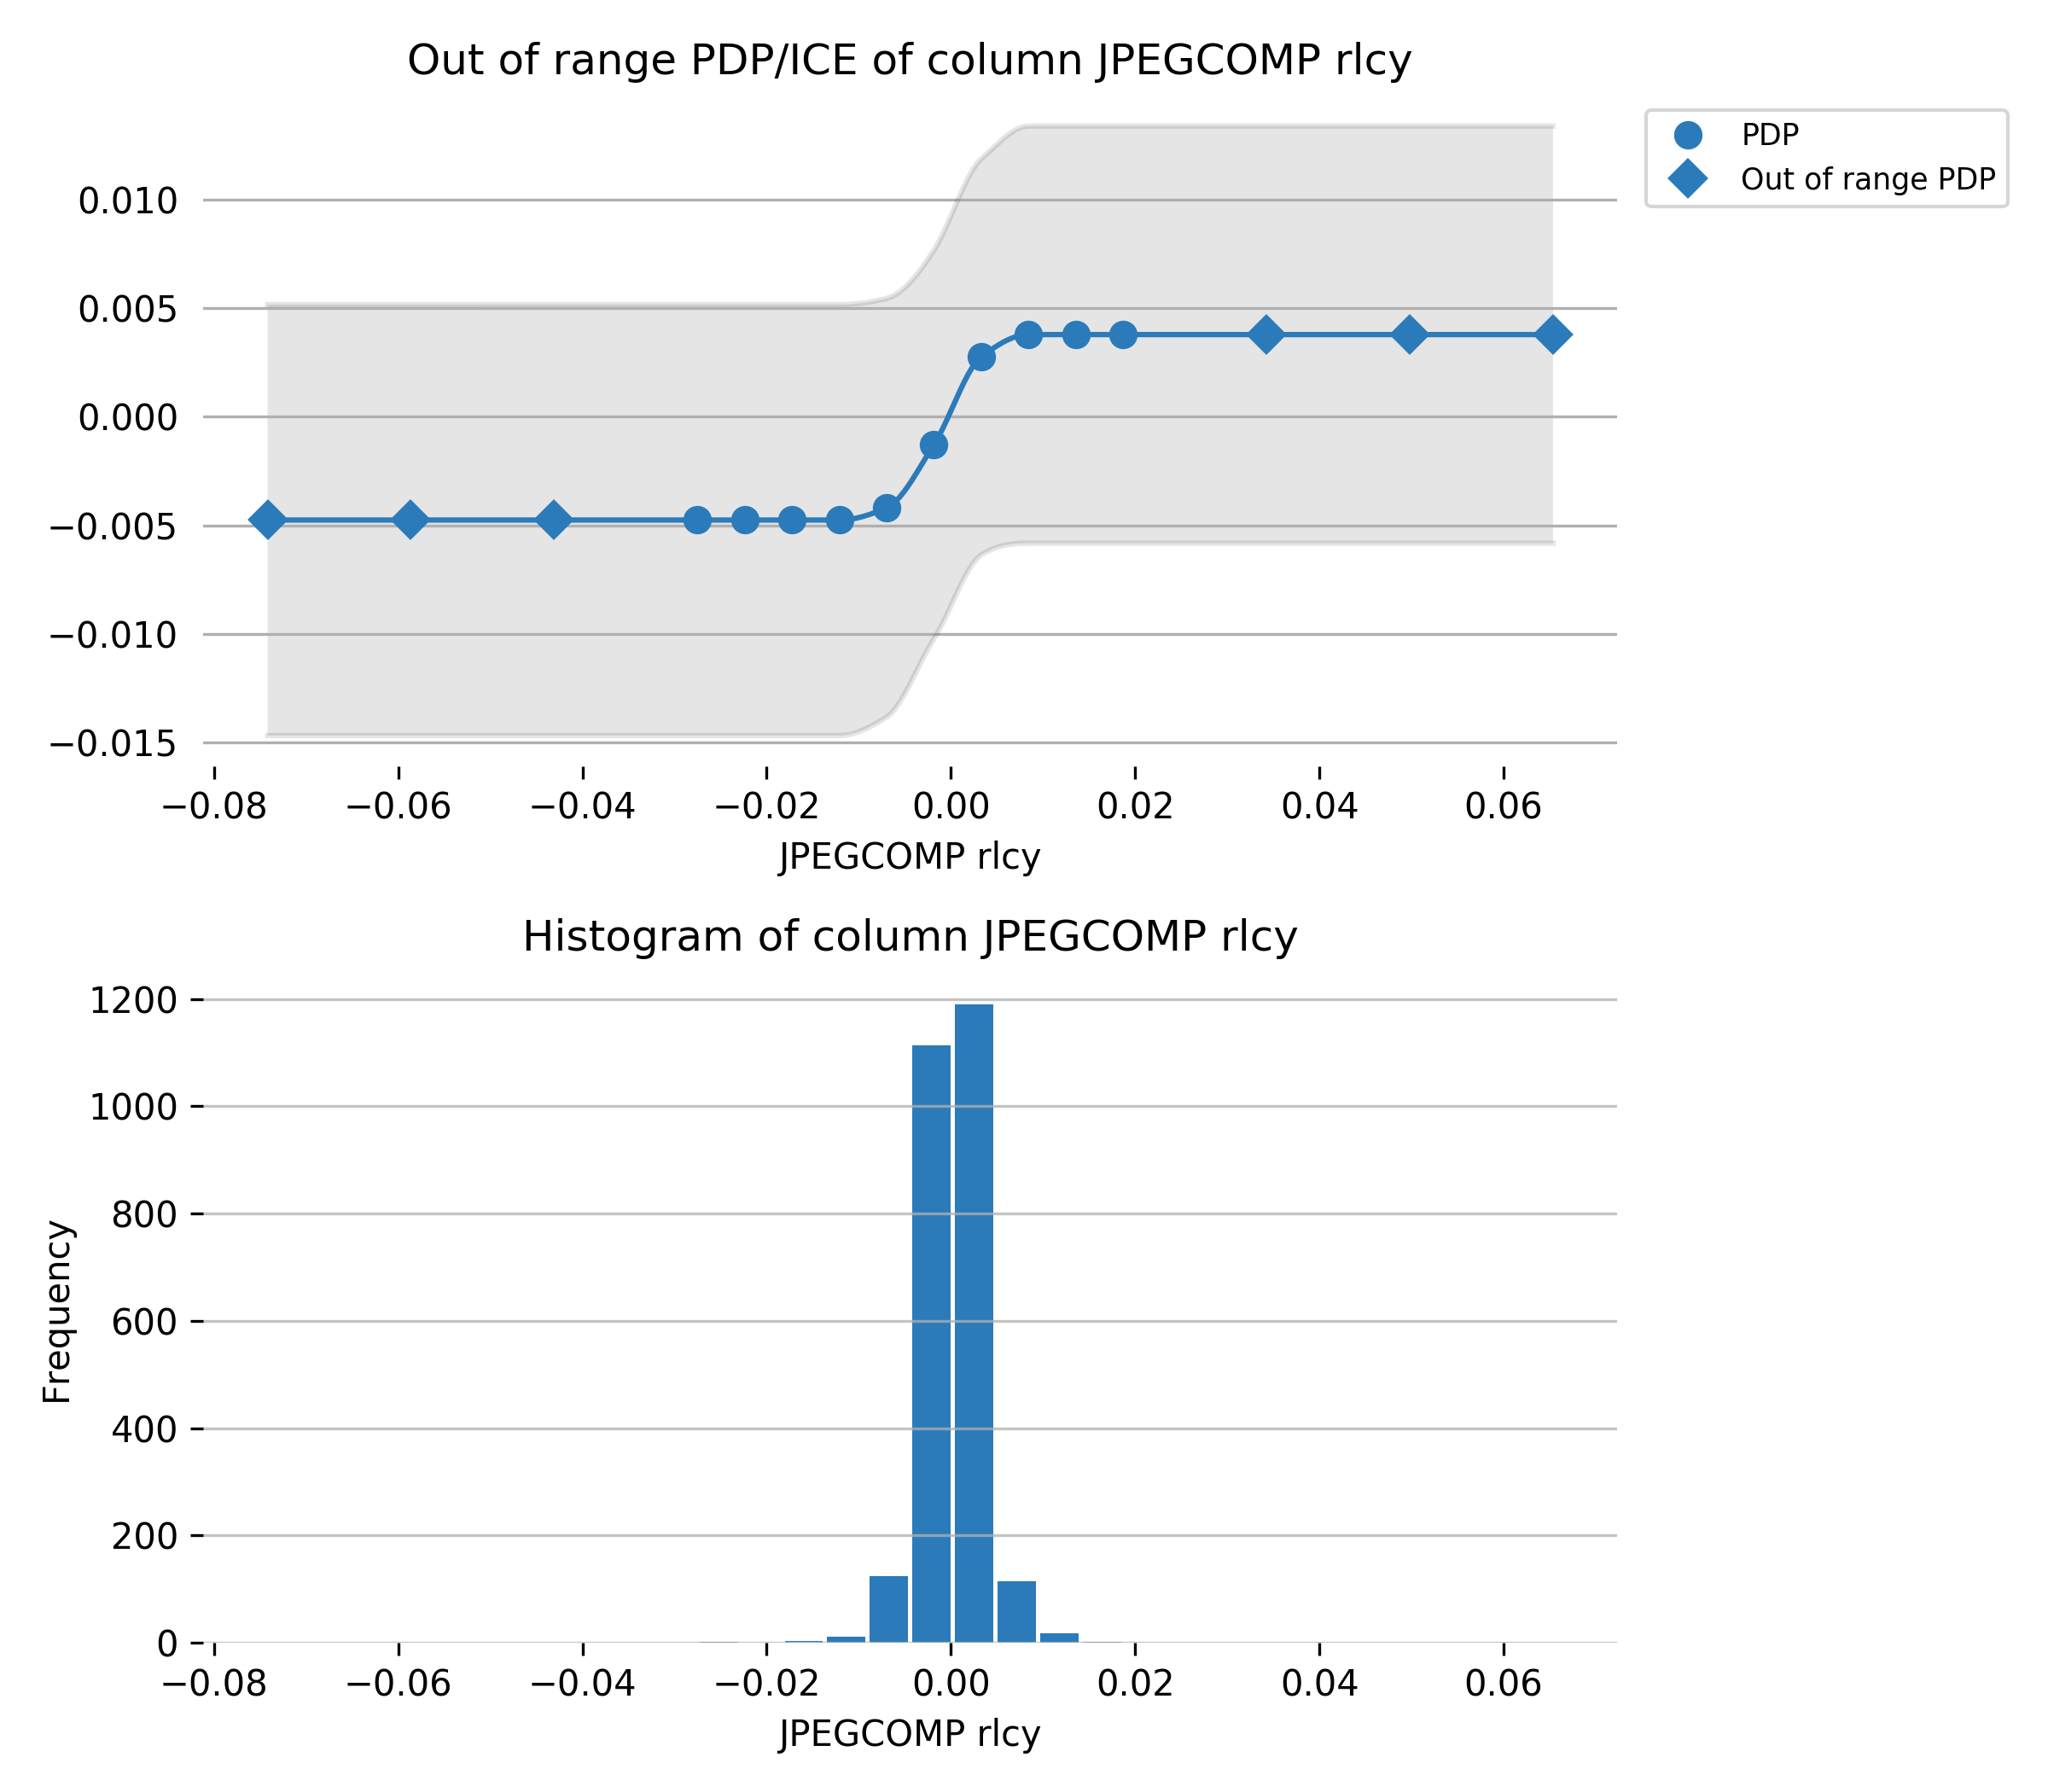 Out of range PDP/ICE of column JPEGCOMP rlcy
PDP
Out of range PDP
0.010
0.005
0.000
−0.005
−0.010
−0.015
−0.08 −0.06 −0.04 −0.02 0.00 0.02 0.04 0.06
JPEGCOMP rlcy
Histogram of column JPEGCOMP rlcy
1200
1000
800
600
400
200
0
Frequency
−0.08 −0.06 −0.04 −0.02 0.00 0.02 0.04 0.06
JPEGCOMP rlcy